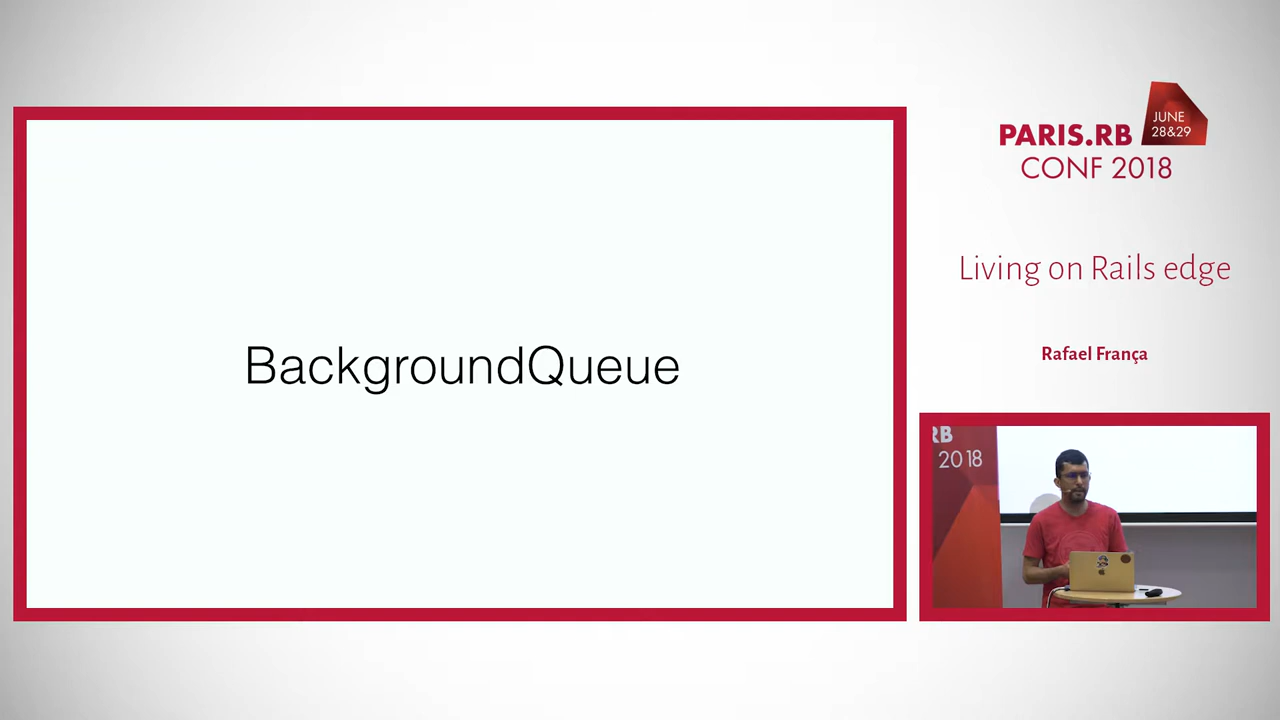 BackgroundQueue
PARIS.RB
JUNE
28&29
CONF 2018
Living on Rails edge
Rafael França
RB
2018